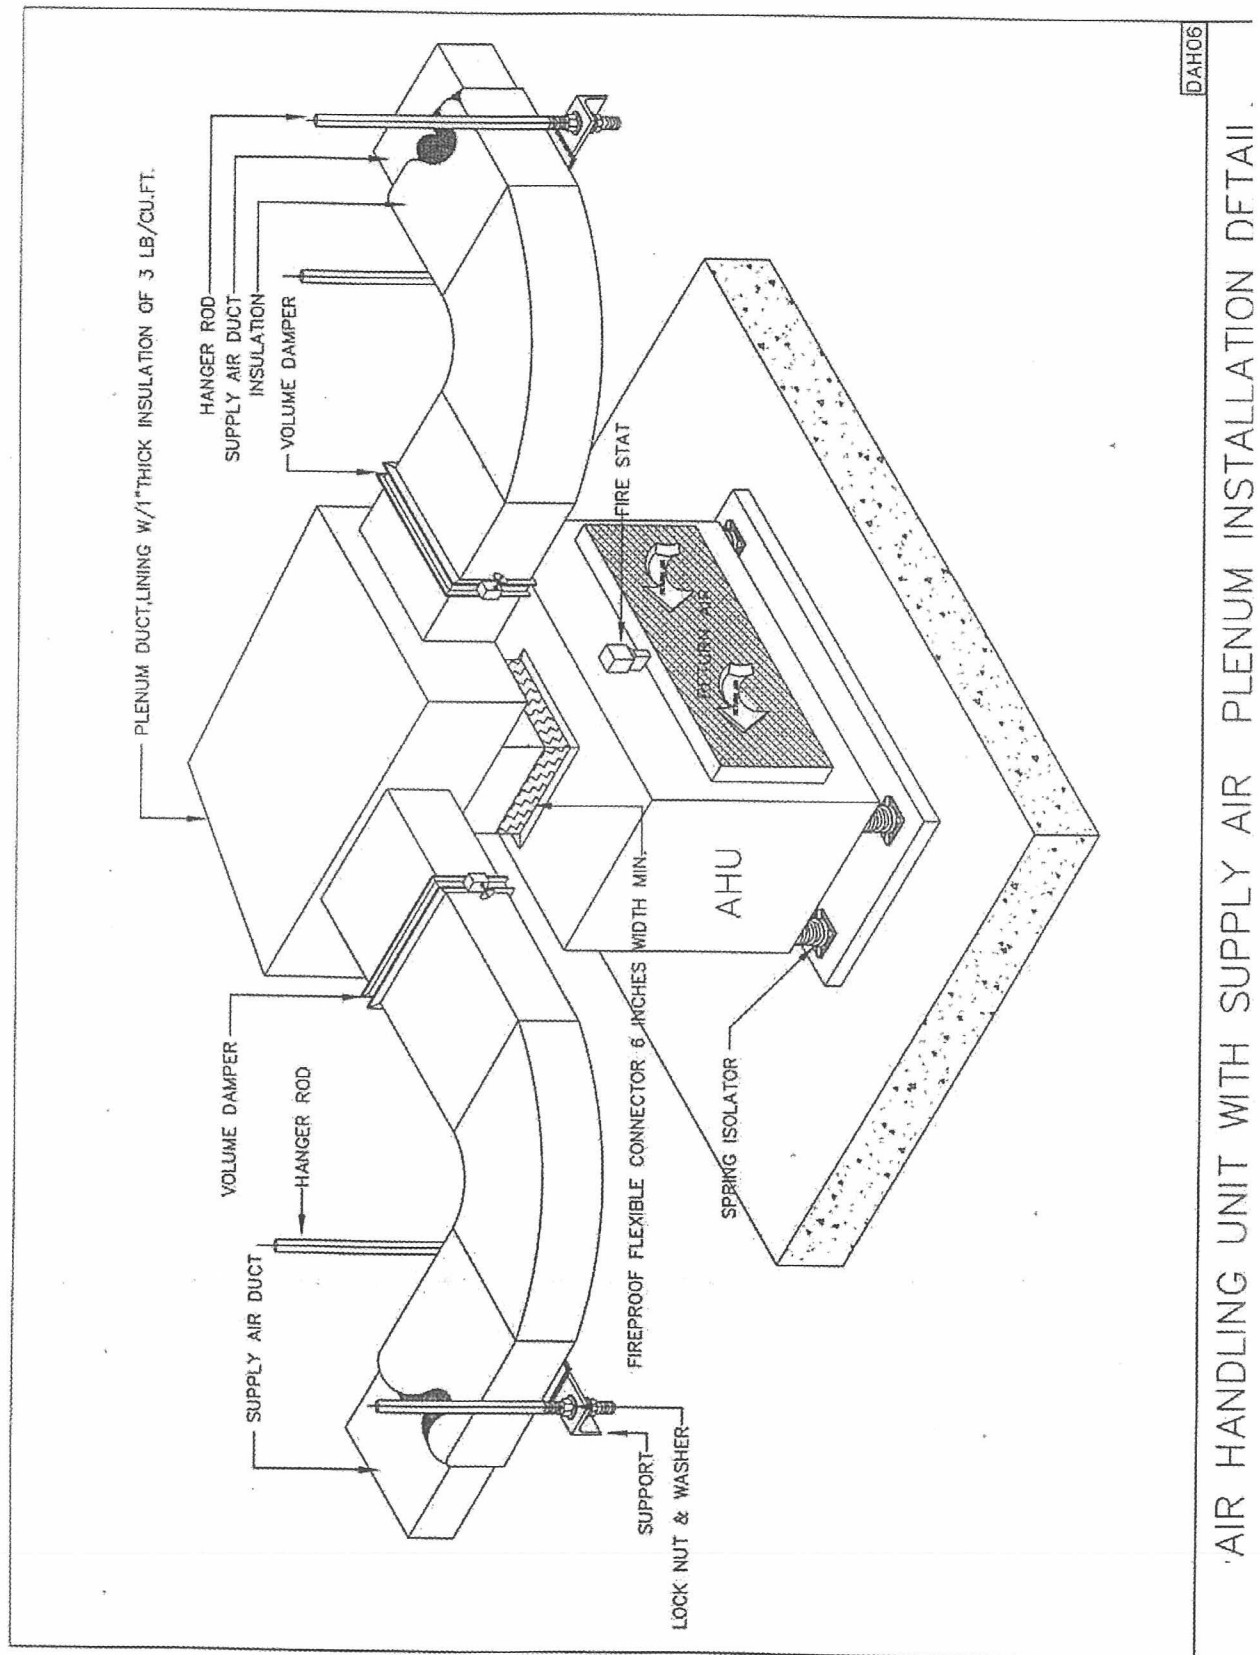 PLENUM DUCT,LINING W/1"THICK INSULATION OF 3 LB/CU.FT.
HANGER ROD
SUPPLY AIR DUCT
INSULATION
VOLUME DAMPER
VOLUME DAMPER
HANGER ROD
SUPPLY AIR DUCT
FIRE STAT
RETURN AIR
AHU
FIREPROOF FLEXIBLE CONNECTOR 6 INCHES WIDTH MIN.
SPRING ISOLATOR
SUPPORT
LOCK NUT & WASHER
DAH06
AIR HANDLING UNIT WITH SUPPLY AIR PLENUM INSTALLATION DETAIL